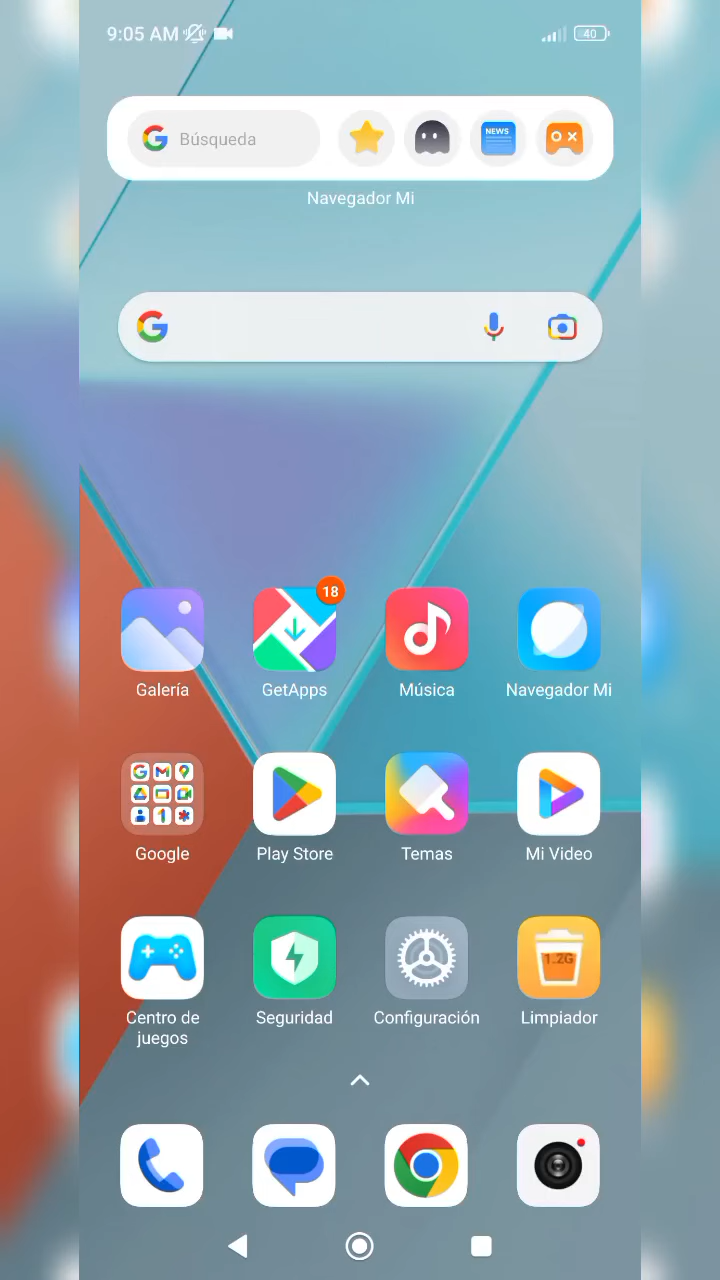 9:05 AM
40
Búsqueda
NEWS
Navegador Mi
18
Galería
GetApps
Música
Navegador Mi
Google
Play Store
Temas
Mi Video
1.2G
Centro de
juegos
Seguridad
Configuración
Limpiador